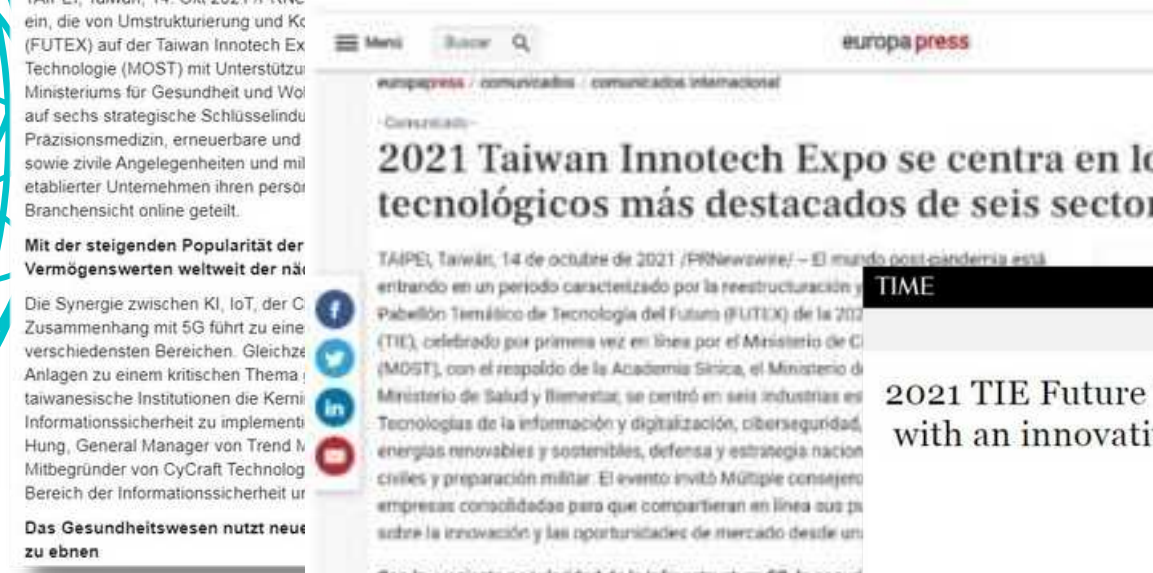 ein, die von Umstrukturierung und Ko
(FUTEX) auf der Taiwan Innotech Ex
Technologie (MOST) mit Unterstützu
Ministeriums für Gesundheit und Wo
auf sechs strategische Schlüsselindu
Präzisionsmedizin, erneuerbare und
sowie zivile Angelegenheiten und mil
etablierter Unternehmen ihren person
Branchensicht online geteilt.
Mit der steigenden Popularität der
Vermögenswerten weltweit der nä
Die Synergie zwischen KI, IoT, der C
Zusammenhang mit 5G führt zu eine
verschiedensten Bereichen. Gleichze
Anlagen zu einem kritischen Thema
taiwanesische Institutionen die Kerni
Informationssicherheit zu implementi
Hung, General Manager von Trend M
Mitbegründer von CyCraft Technolog
Bereich der Informationssicherheit un
Das Gesundheitswesen nutzt neue
zu ebnen
Menú Buscar
europapress
europapress / comunicados / comunicados internacional
- Comunicado -
2021 Taiwan Innotech Expo se centra en lo
tecnológicos más destacados de seis sector
TAIPEI, Taiwán, 14 de octubre de 2021 /PRNewswire/ – El mundo post-pandemia está
entrando en un periodo caracterizado por la reestructuración y
Pabellón Temático de Tecnología del Futuro (FUTEX) de la 202
(TIE), celebrado por primera vez en línea por el Ministerio de C
(MOST), con el respaldo de la Academia Sínica, el Ministerio de
Ministerio de Salud y Bienestar, se centró en seis industrias es
Tecnologías de la información y digitalización, ciberseguridad,
energías renovables y sostenibles, defensa y estrategia nacion
civiles y preparación militar. El evento invitó Múltiple consejero
empresas consolidadas para que compartieran en línea sus pu
sobre la innovación y las oportunidades de mercado desde una
TIME
2021 TIE Future
with an innovati